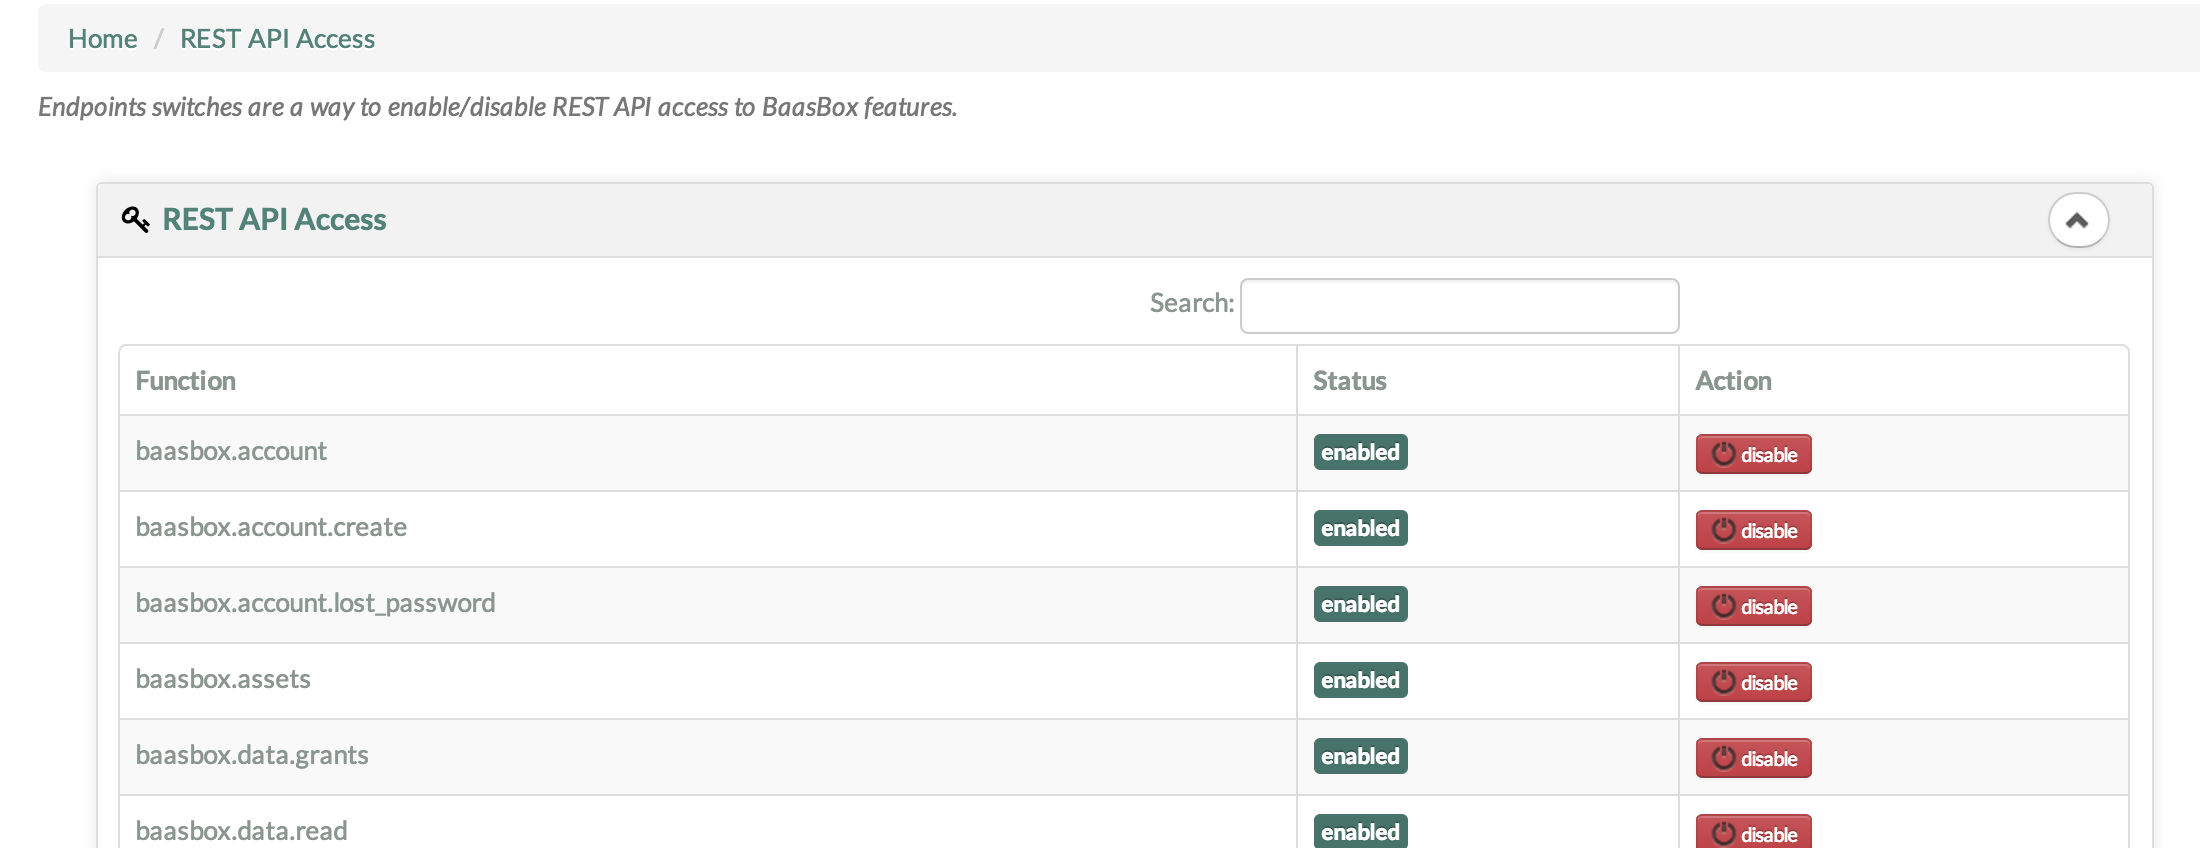 Home / REST API Access
Endpoints switches are a way to enable/disable REST API access to BaasBox features.
REST API Access
Search:
Function Status Action
baasbox.account enabled disable
baasbox.account.create enabled disable
baasbox.account.lost_password enabled disable
baasbox.assets enabled disable
baasbox.data.grants enabled disable
baasbox.data.read enabled disable